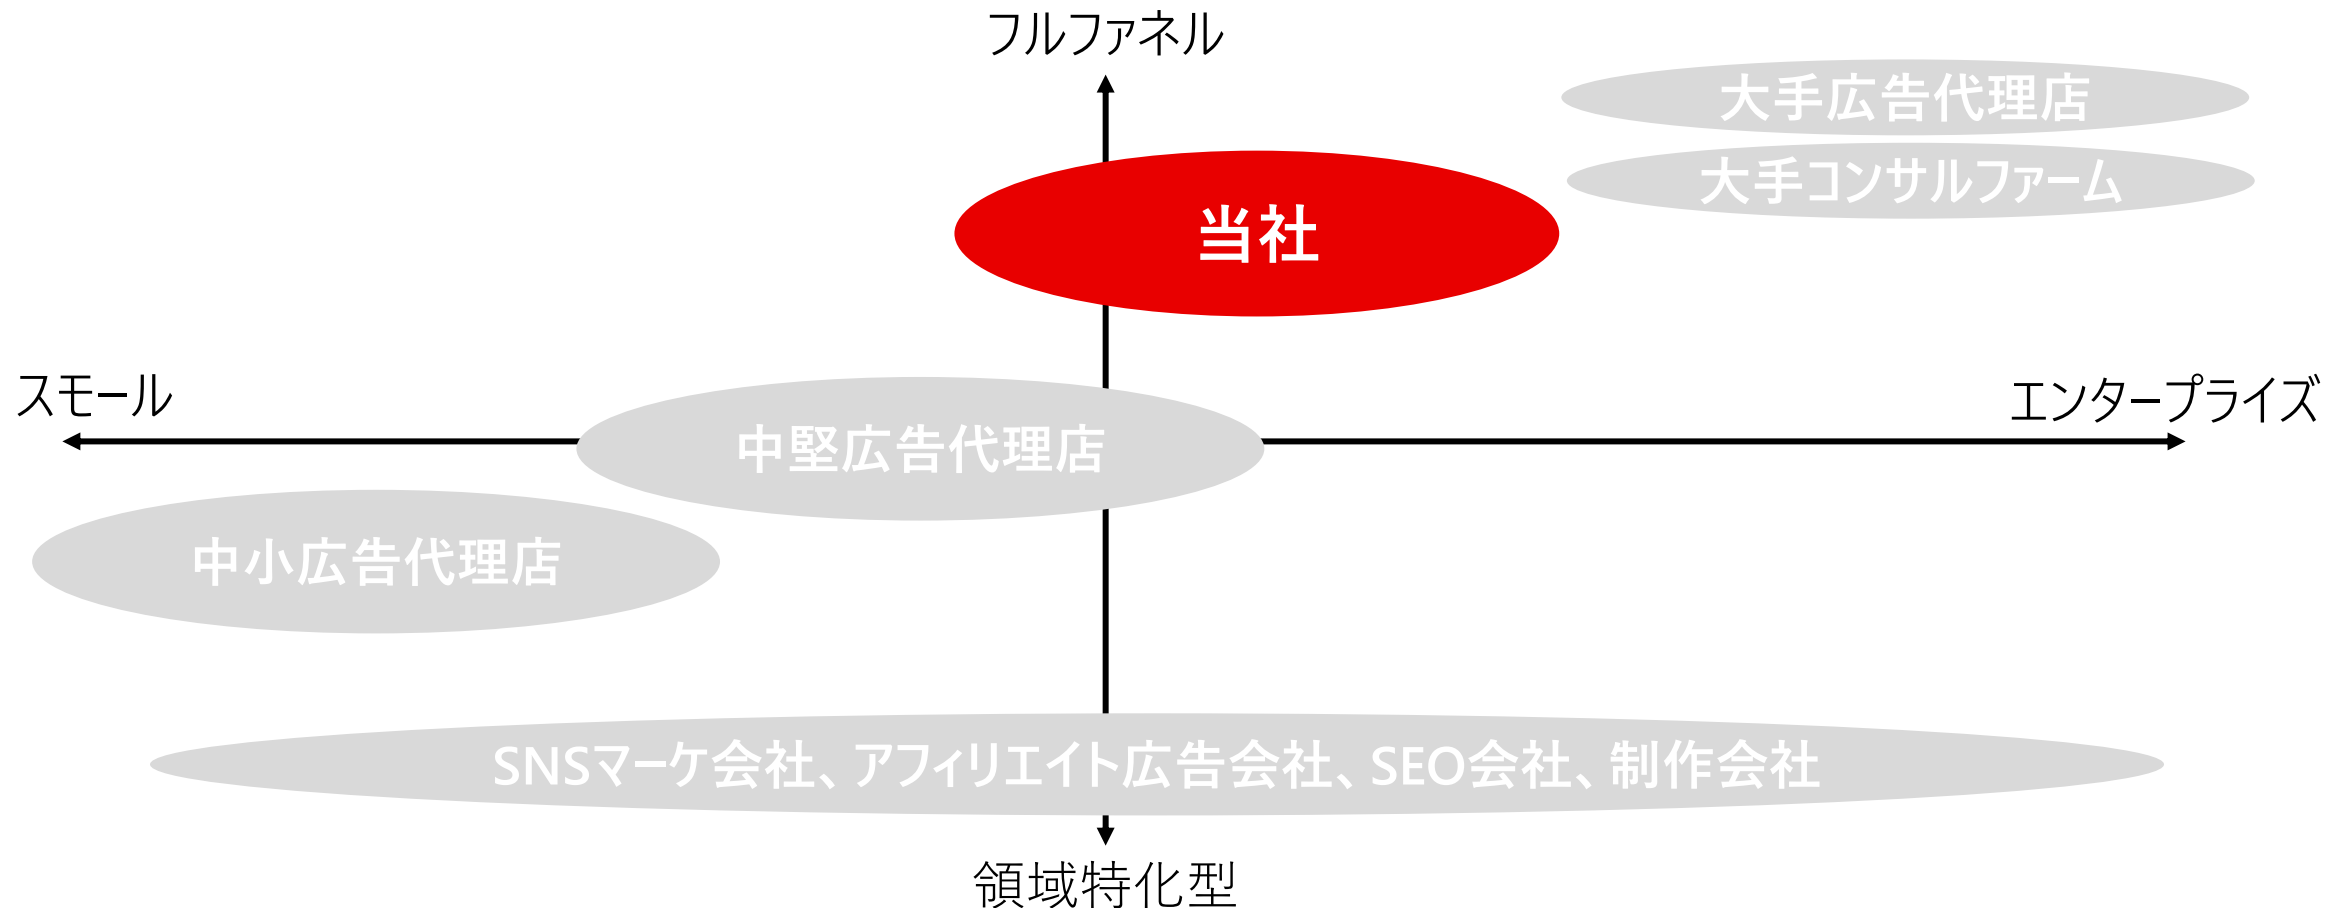 フルファネル
大手広告代理店
大手コンサルファーム
当社
スモール
エンタープライズ
中堅広告代理店
中小広告代理店
SNSマーケ会社、アフィリエイト広告会社、SEO会社、制作会社
領域特化型